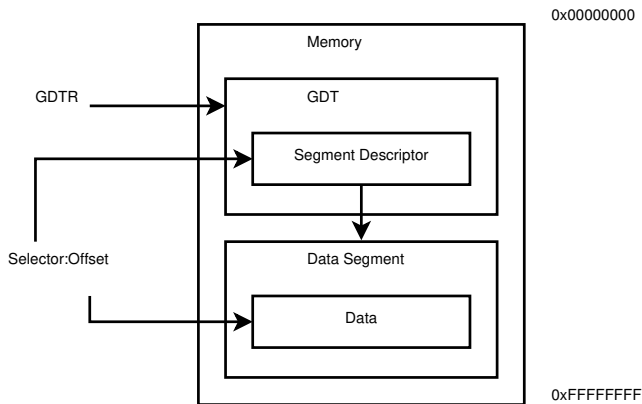 0x00000000
Memory
GDTR
GDT
Segment Descriptor
Selector:Offset
Data Segment
Data
0xFFFFFFFF